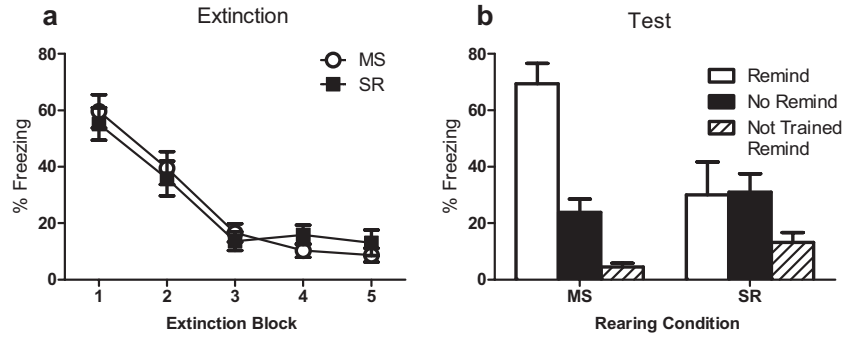 a
Extinction
% Freezing
80
60
40
20
0
MS
SR
1 2 3 4 5
Extinction Block
b
Test
% Freezing
80
60
40
20
0
Remind
No Remind
Not Trained
Remind
MS SR
Rearing Condition